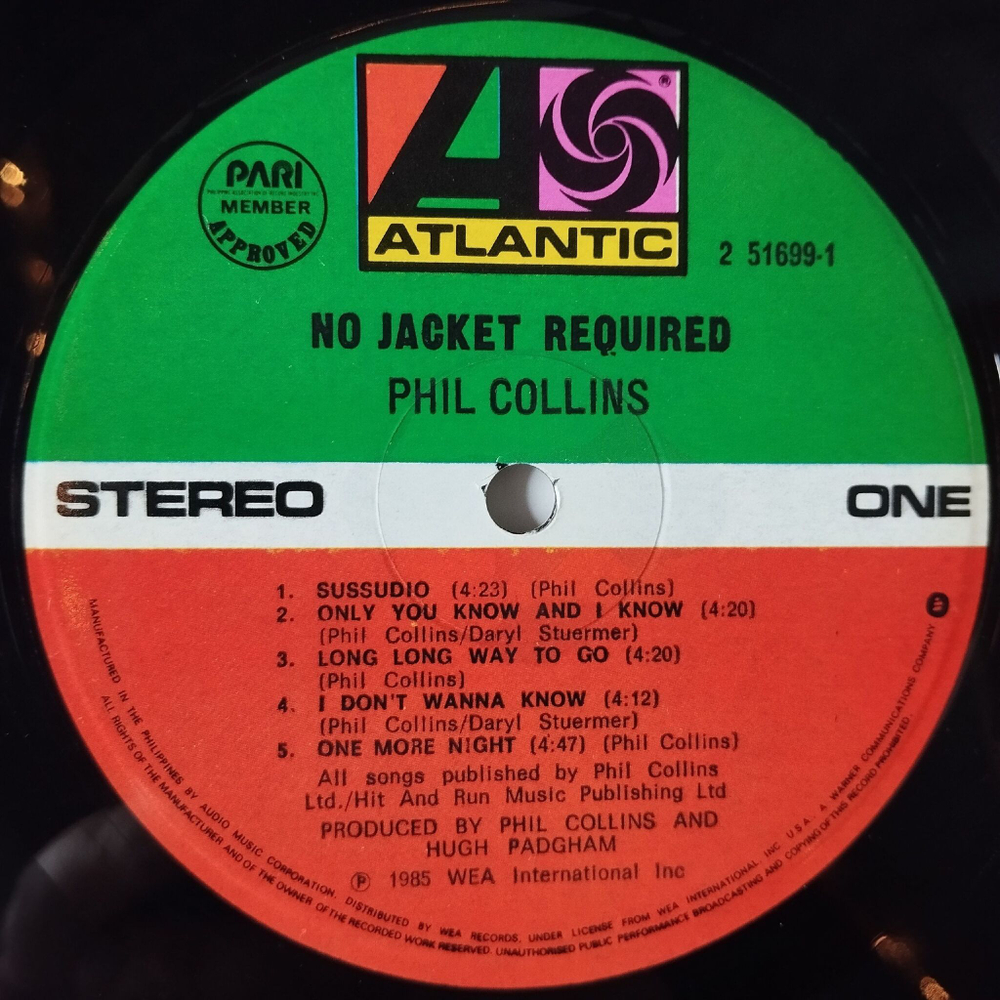 PARI
MEMBER
APPROVED
®
ATLANTIC
2 51699-1
NO JACKET REQUIRED
PHIL COLLINS
STEREO
ONE
1. SUSSUDIO (4:23) (Phil Collins)
2. ONLY YOU KNOW AND I KNOW (4:20)
(Phil Collins/Daryl Stuermer)
3. LONG LONG WAY TO GO (4:20)
(Phil Collins)
4. I DON'T WANNA KNOW (4:12)
(Phil Collins/Daryl Stuermer)
5. ONE MORE NIGHT (4:47) (Phil Collins)
All songs published by Phil Collins
Ltd./Hit And Run Music Publishing Ltd
PRODUCED BY PHIL COLLINS AND
HUGH PADGHAM
℗ 1985 WEA International Inc
MANUFACTURED IN THE PHILIPPINES BY AUDIO MUSIC CORPORATION, DISTRIBUTED BY WEA RECORDS, UNDER LICENSE FROM WEA INTERNATIONAL, INC U.S.A. A WARNER COMMUNICATIONS COMPANY
ALL RIGHTS OF THE MANUFACTURER AND OF THE OWNER OF THE RECORDED WORK RESERVED. UNAUTHORISED PUBLIC PERFORMANCE BROADCASTING AND COPYING OF THIS RECORD PROHIBITED.